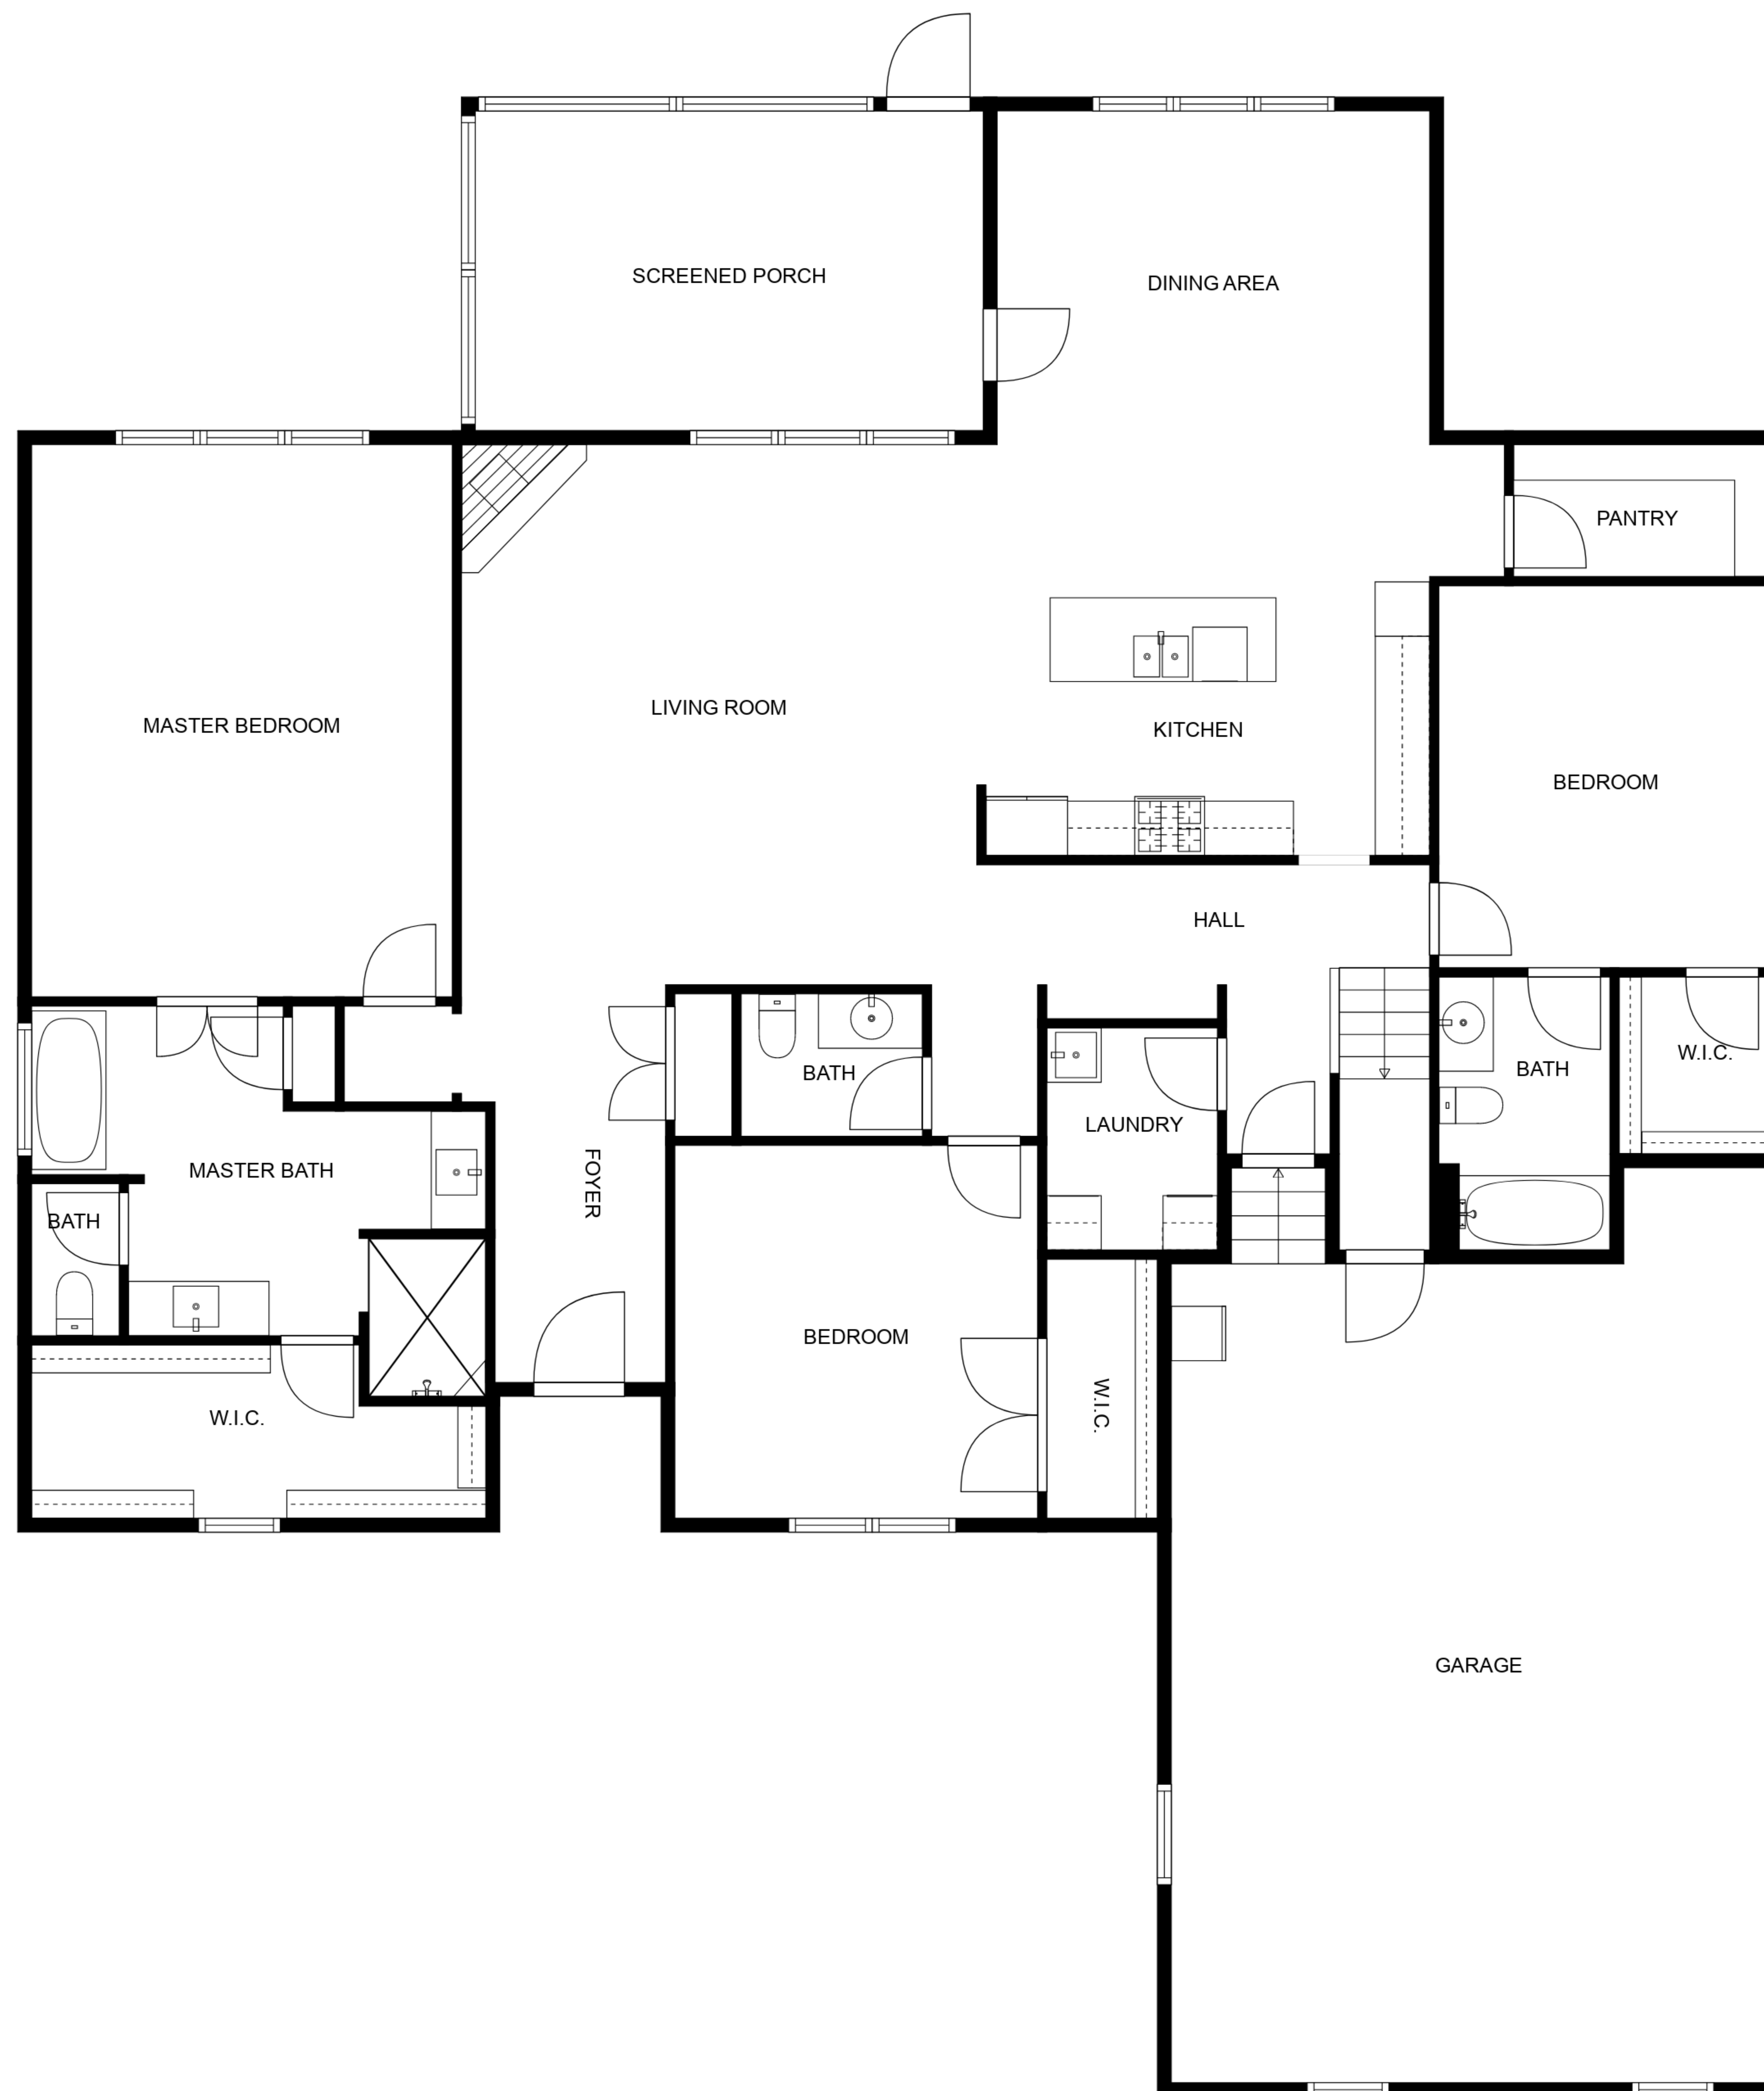 SCREENED PORCH
DINING AREA
PANTRY
MASTER BEDROOM
LIVING ROOM
KITCHEN
BEDROOM
HALL
BATH
LAUNDRY
BATH
W.I.C.
MASTER BATH
FOYER
BATH
BEDROOM
W.I.C.
W.I.C.
GARAGE